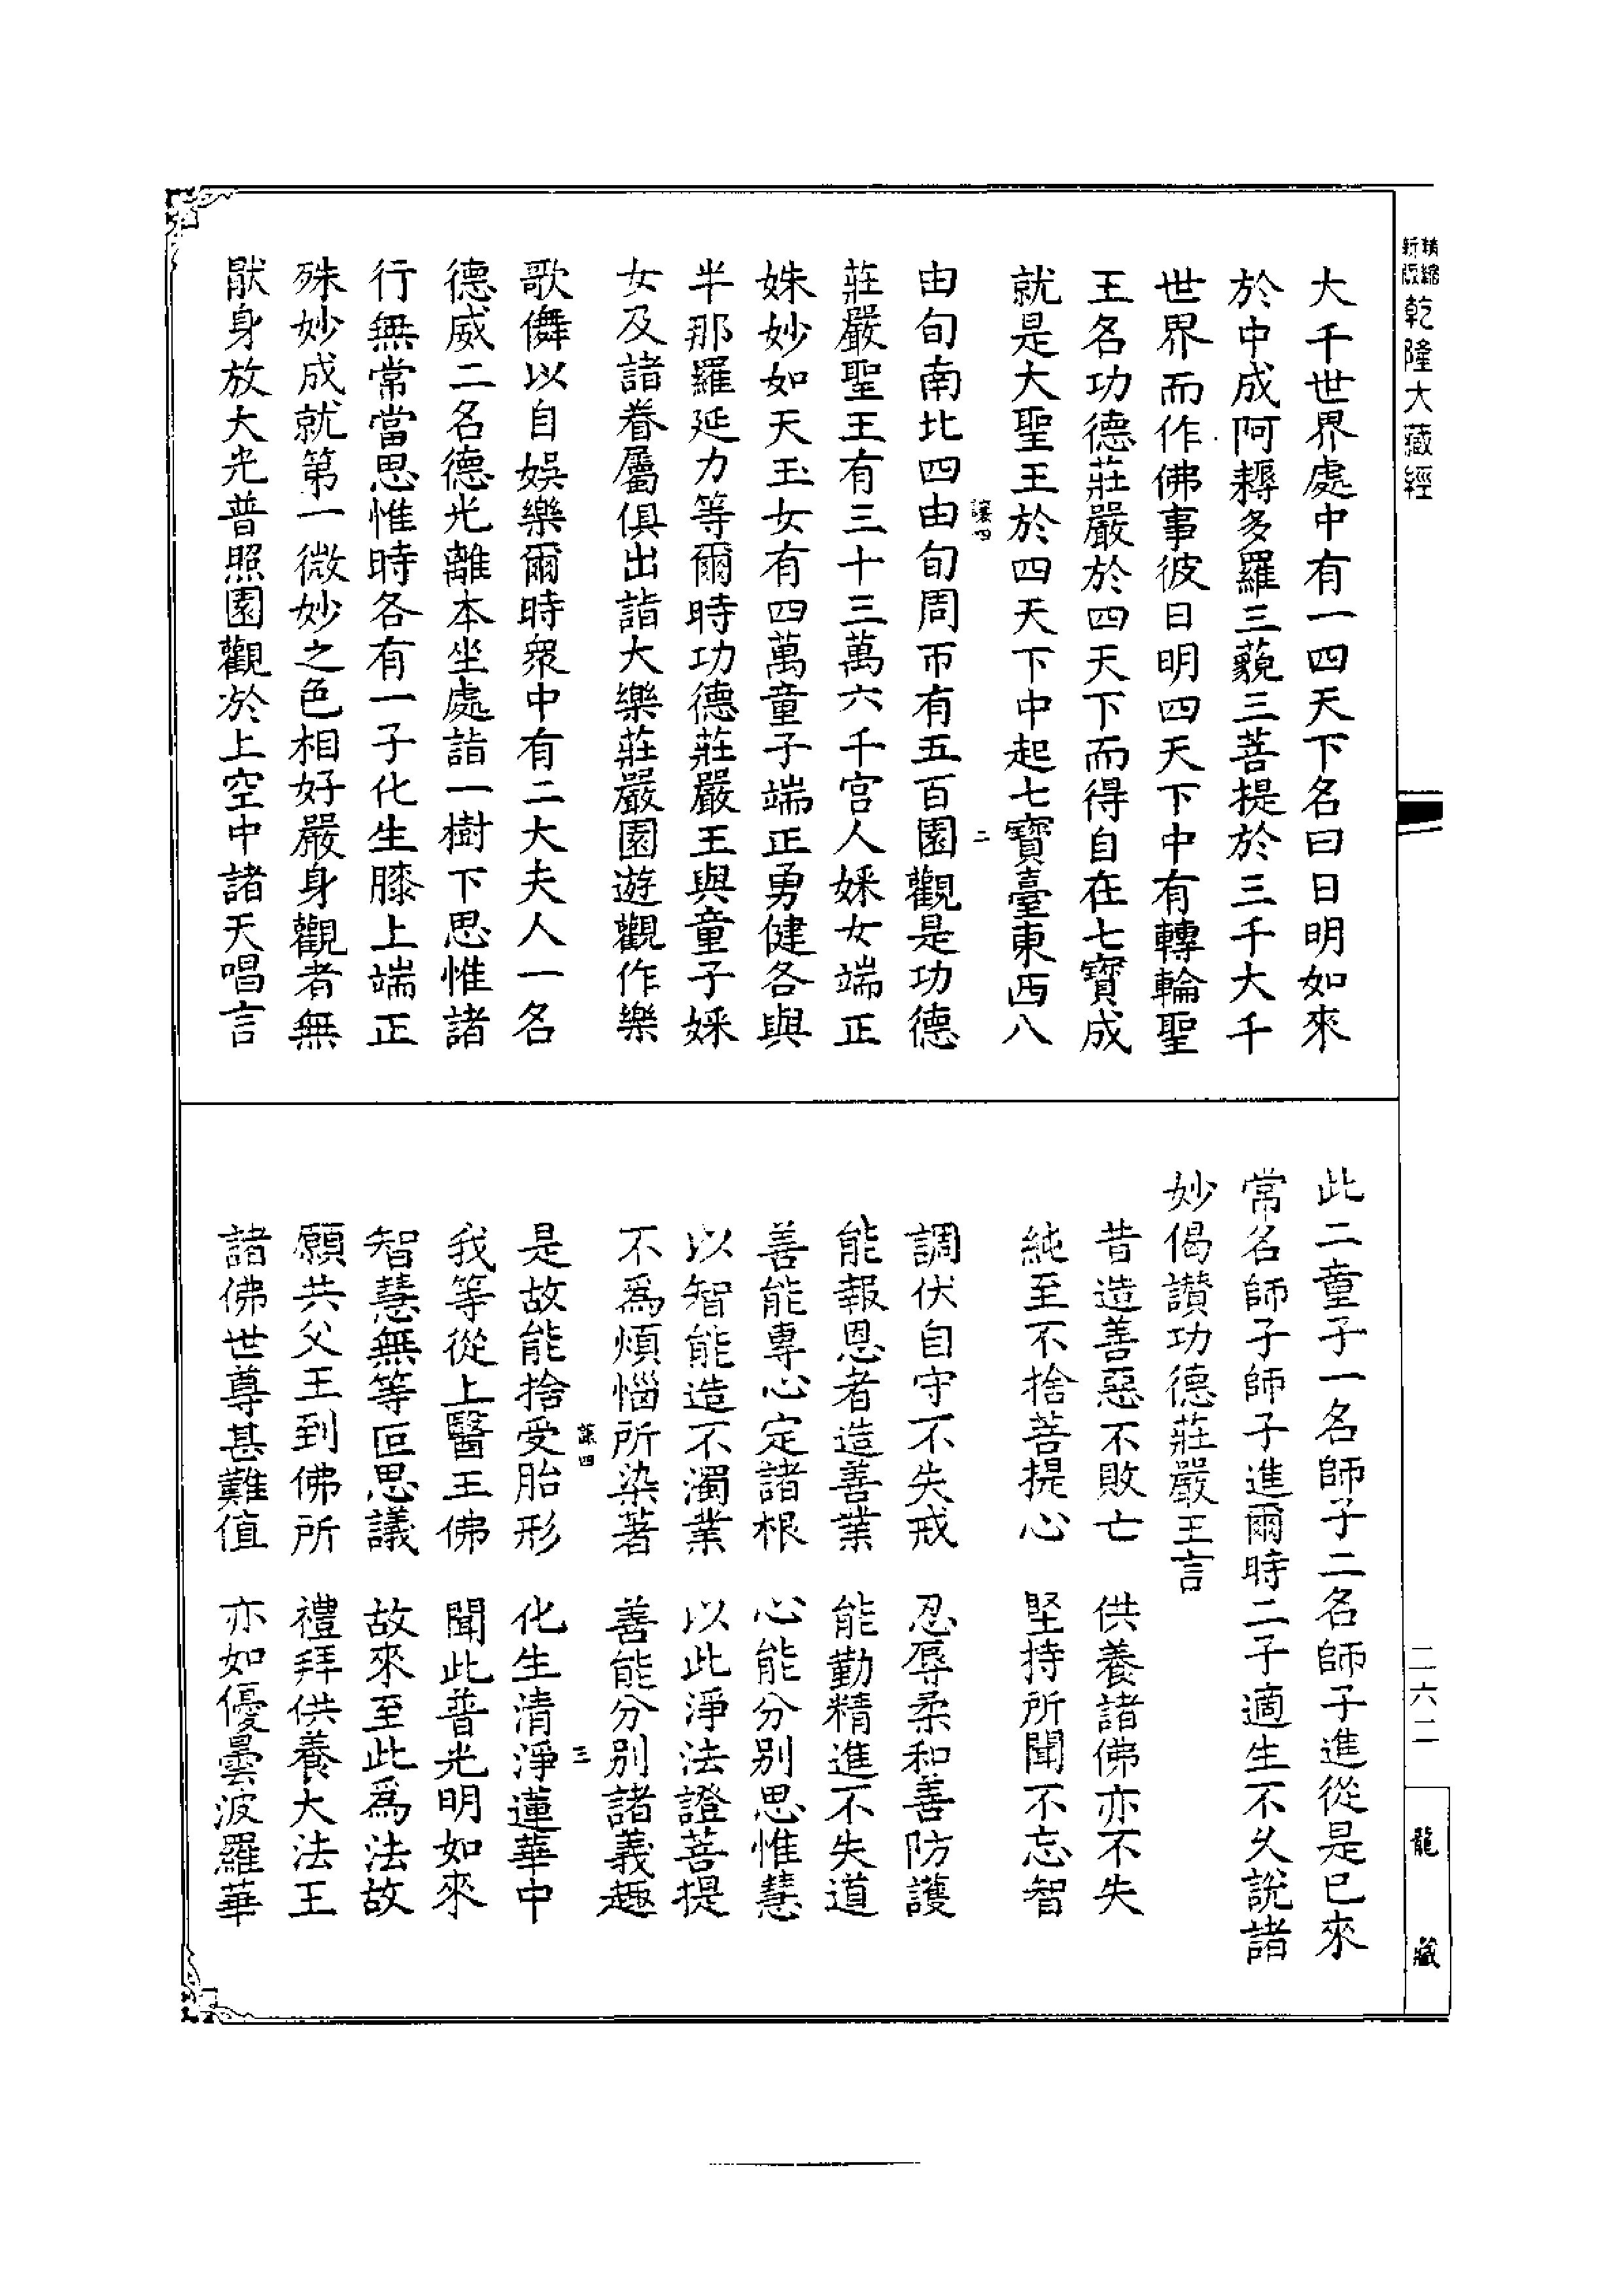 精縮新版乾隆大藏經
大千世界處中有一四天下名曰日明如來
於中成阿耨多羅三藐三菩提於三千大千
世界而作佛事彼日明四天下中有轉輪聖
王名功德莊嚴於四天下而得自在七寶成
就是大聖王於四天下中起七寶臺東西八
讓四 二
由旬南北四由旬周帀有五百園觀是功德
莊嚴聖王有三十三萬六千宮人婇女端正
姝妙如天玉女有四萬童子端正勇健各與
半那羅延力等爾時功德莊嚴王與童子婇
女及諸眷屬俱出詣大樂莊嚴園遊觀作樂
歌儛以自娛樂爾時衆中有二大夫人一名
德威二名德光離本坐處詣一樹下思惟諸
行無常當思惟時各有一子化生膝上端正
殊妙成就第一微妙之色相好嚴身觀者無
猒身放大光普照園觀於上空中諸天唱言
此二童子一名師子二名師子進從是已來
常名師子師子進爾時二子適生不久說諸
妙偈讚功德莊嚴王言
昔造善惡不敗亡 供養諸佛亦不失
純至不捨菩提心 堅持所聞不忘智
調伏自守不失戒 忍辱柔和善防護
能報恩者造善業 能勤精進不失道
善能專心定諸根 心能分別思惟慧
以智能造不濁業 以此淨法證菩提
不爲煩惱所染著 善能分別諸義趣
讓四 三
是故能捨受胎形 化生清淨蓮華中
我等從上醫王佛 聞此普光明如來
智慧無等叵思議 故來至此爲法故
願共父王到佛所 禮拜供養大法王
諸佛世尊甚難值 亦如優曇波羅華
二六二
龍藏